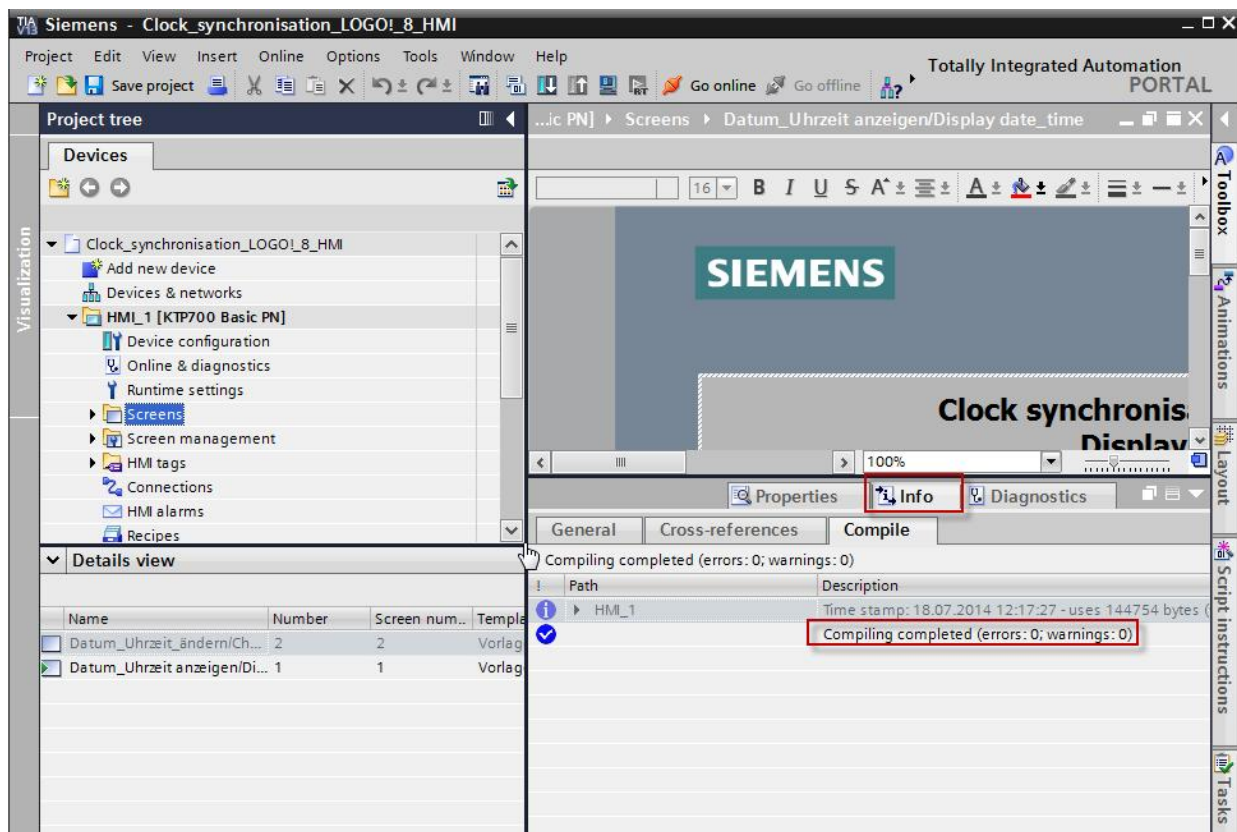 TIA V13 Siemens - Clock_synchronisation_LOGO!_8_HMI
Project Edit View Insert Online Options Tools Window Help
Totally Integrated Automation
PORTAL
Save project Go online Go offline
Project tree
...ic PN] Screens Datum_Uhrzeit anzeigen/Display date_time
Devices
16 B I U S A A
Visualization
Clock_synchronisation_LOGO!_8_HMI
Add new device
Devices & networks
HMI_1 [KTP700 Basic PN]
Device configuration
Online & diagnostics
Runtime settings
Screens
Screen management
HMI tags
Connections
HMI alarms
Recipes
SIEMENS
Clock synchronis
Display
100%
Properties Info Diagnostics
General Cross-references Compile
Compiling completed (errors: 0; warnings: 0)
! Path Description
HMI_1 Time stamp: 18.07.2014 12:17:27 - uses 144754 bytes (
Compiling completed (errors: 0; warnings: 0)
Details view
Name Number Screen num... Templa
Datum_Uhrzeit_ändern/Ch... 2 2 Vorlag
Datum_Uhrzeit anzeigen/Di... 1 1 Vorlag
Toolbox
Animations
Layout
Script instructions
Tasks